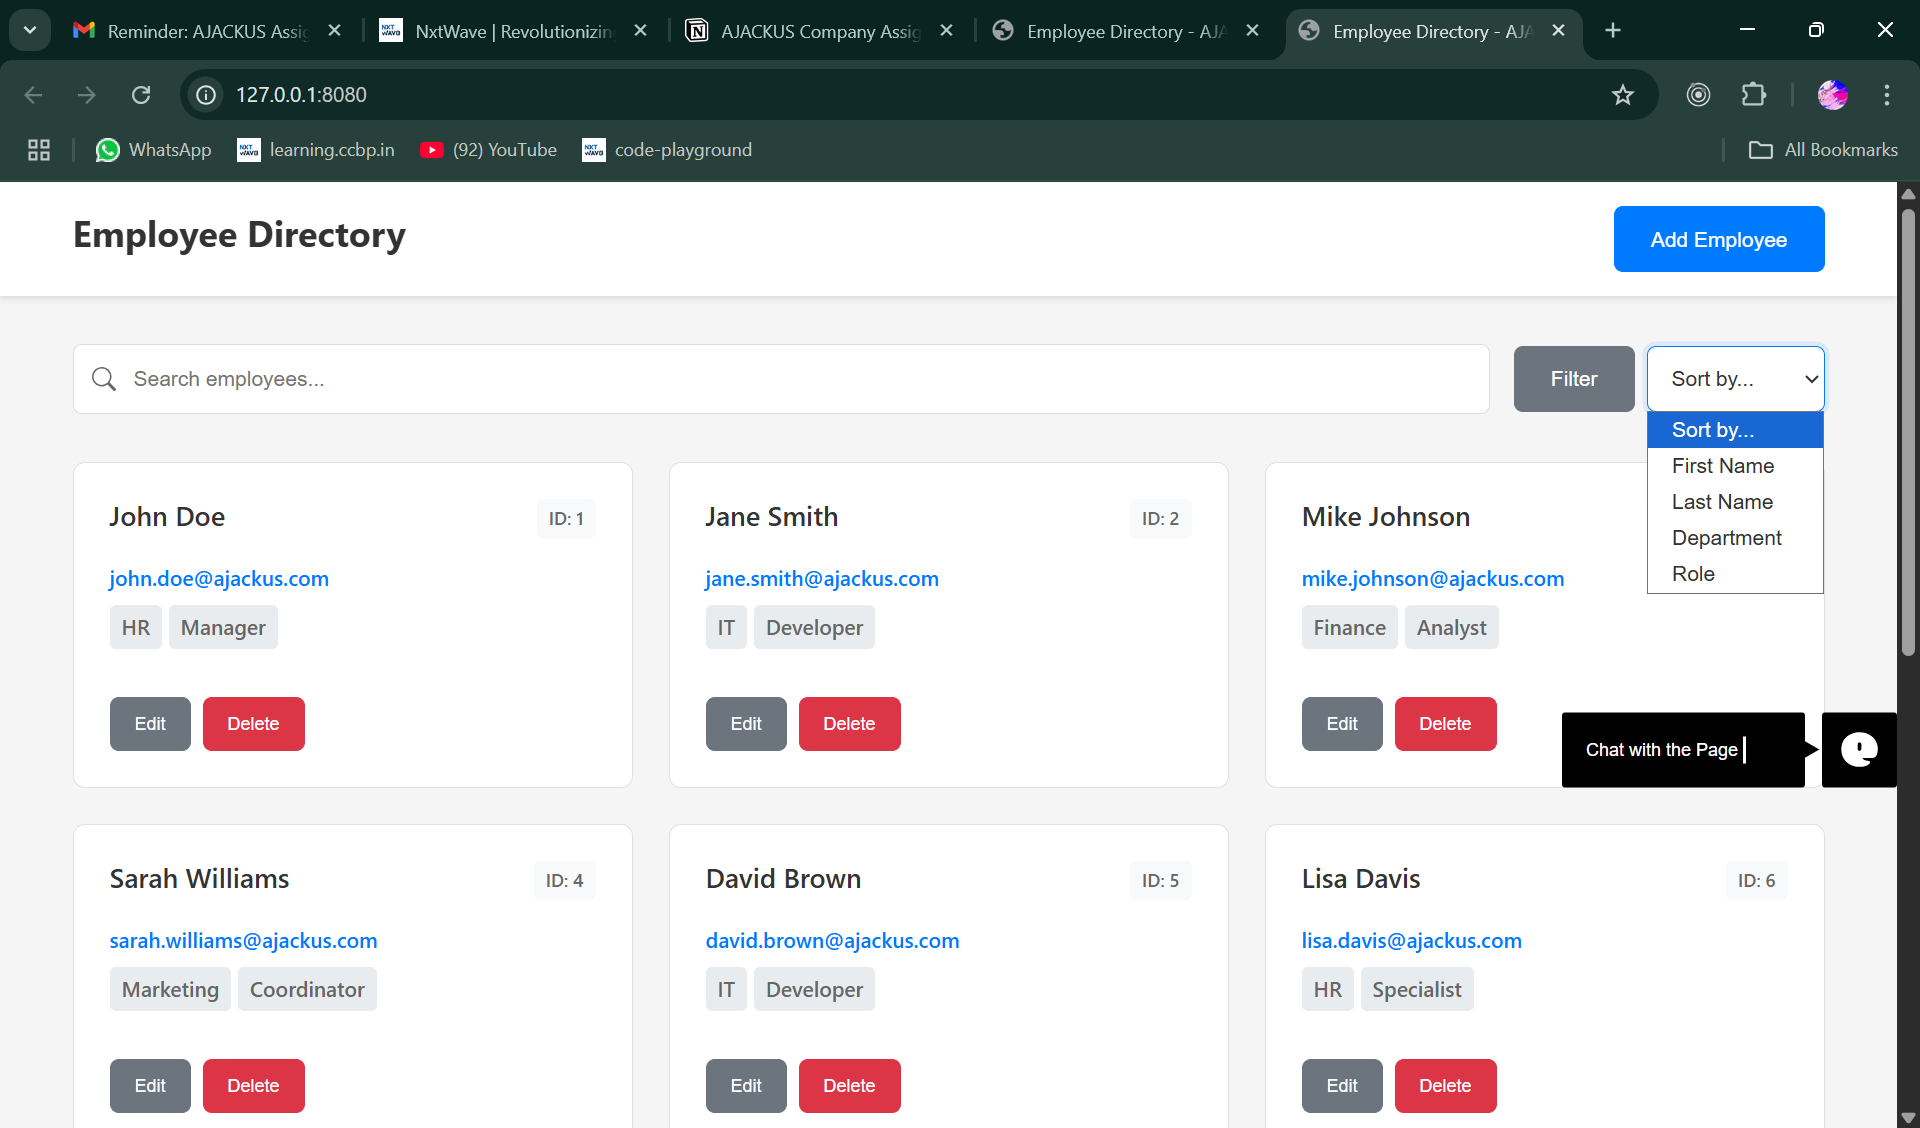 Reminder: AJACKUS Assig
NxtWave | Revolutionizin
AJACKUS Company Assig
Employee Directory - AJA
Employee Directory - AJA
127.0.0.1:8080
WhatsApp
learning.ccbp.in
(92) YouTube
code-playground
All Bookmarks
Employee Directory
Add Employee
Search employees...
Filter
Sort by...
Sort by...
First Name
Last Name
Department
Role
John Doe
ID: 1
john.doe@ajackus.com
HR Manager
Edit Delete
Jane Smith
ID: 2
jane.smith@ajackus.com
IT Developer
Edit Delete
Mike Johnson
mike.johnson@ajackus.com
Finance Analyst
Edit Delete
Chat with the Page
Sarah Williams
ID: 4
sarah.williams@ajackus.com
Marketing Coordinator
Edit Delete
David Brown
ID: 5
david.brown@ajackus.com
IT Developer
Edit Delete
Lisa Davis
ID: 6
lisa.davis@ajackus.com
HR Specialist
Edit Delete